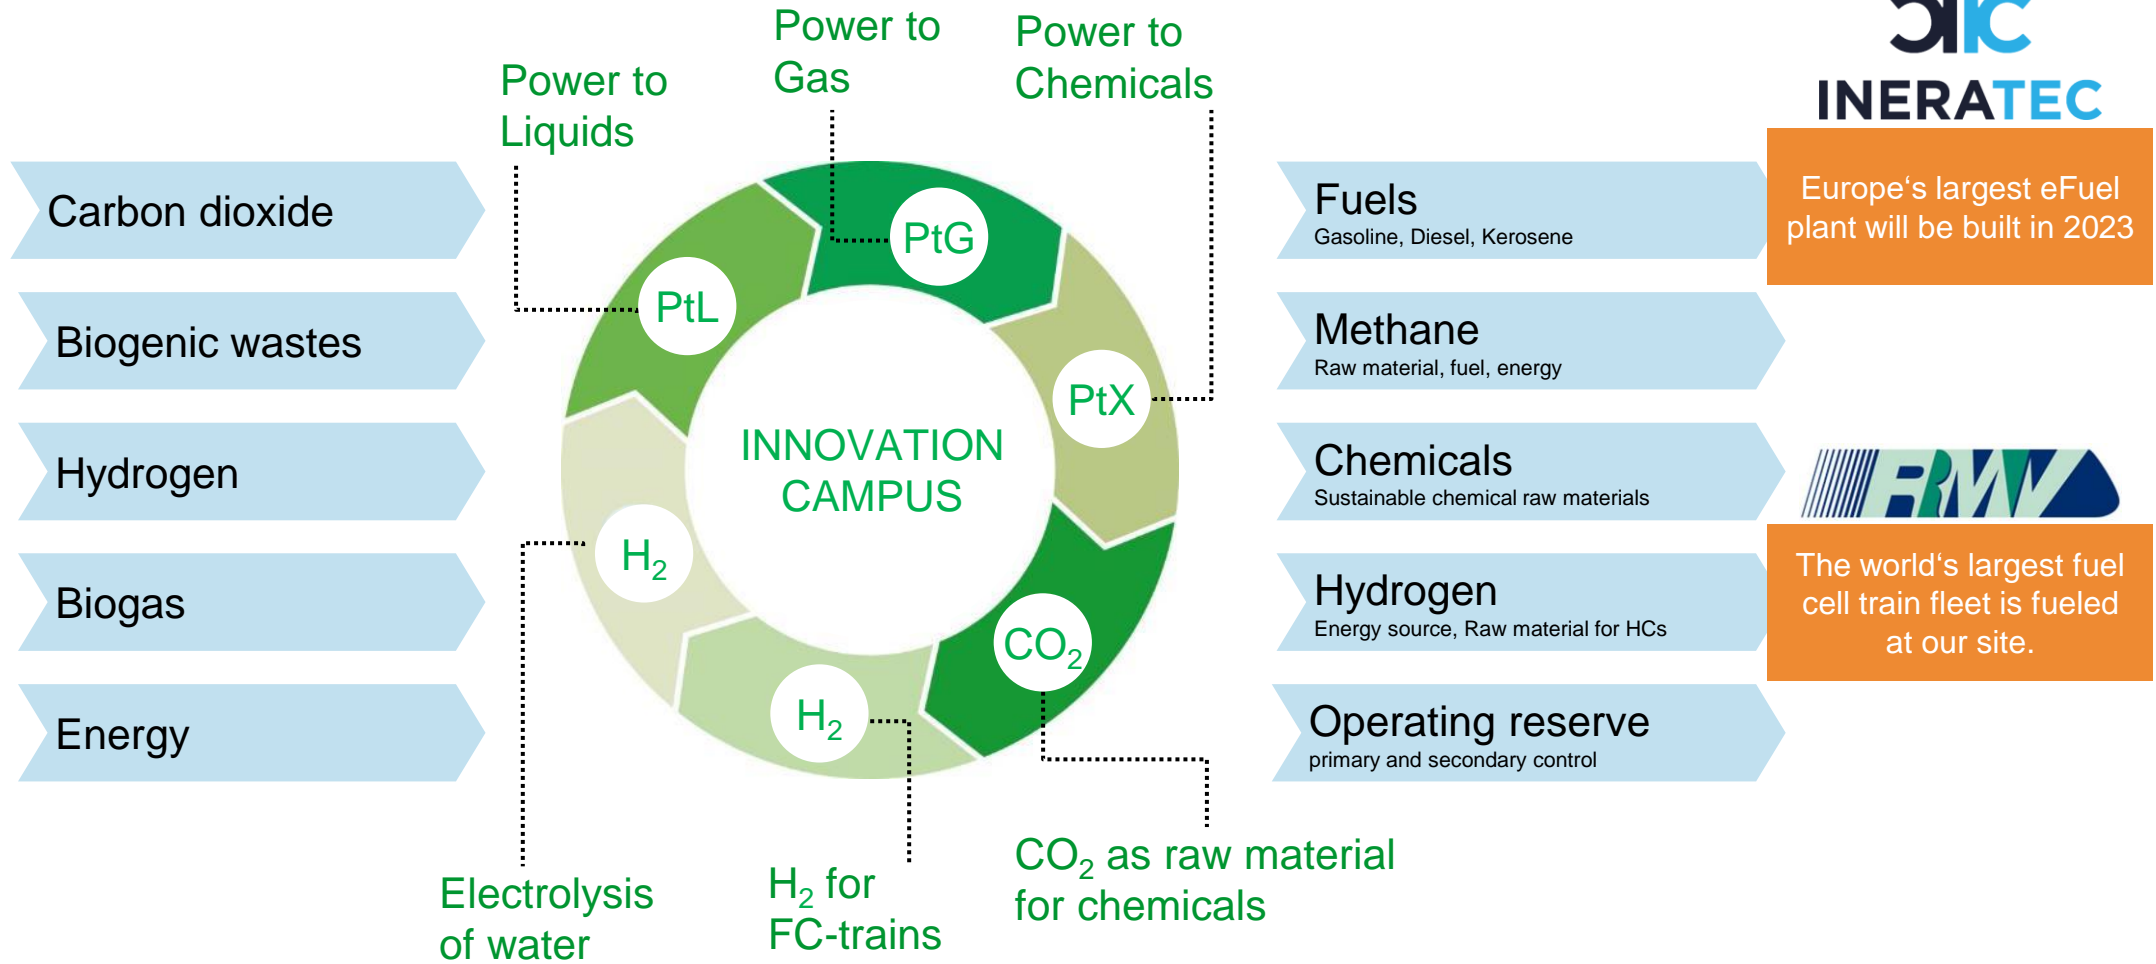 Power to
Liquids
Power to
Gas
Power to
Chemicals
INERATEC
Carbon dioxide
Biogenic wastes
Hydrogen
Biogas
Energy
PtL
PtG
PtX
H₂
H₂
CO₂
INNOVATION
CAMPUS
Fuels
Gasoline, Diesel, Kerosene
Methane
Raw material, fuel, energy
Chemicals
Sustainable chemical raw materials
Hydrogen
Energy source, Raw material for HCs
Operating reserve
primary and secondary control
Europe‘s largest eFuel
plant will be built in 2023
RMV
The world‘s largest fuel
cell train fleet is fueled
at our site.
Electrolysis
of water
H₂ for
FC-trains
CO₂ as raw material
for chemicals